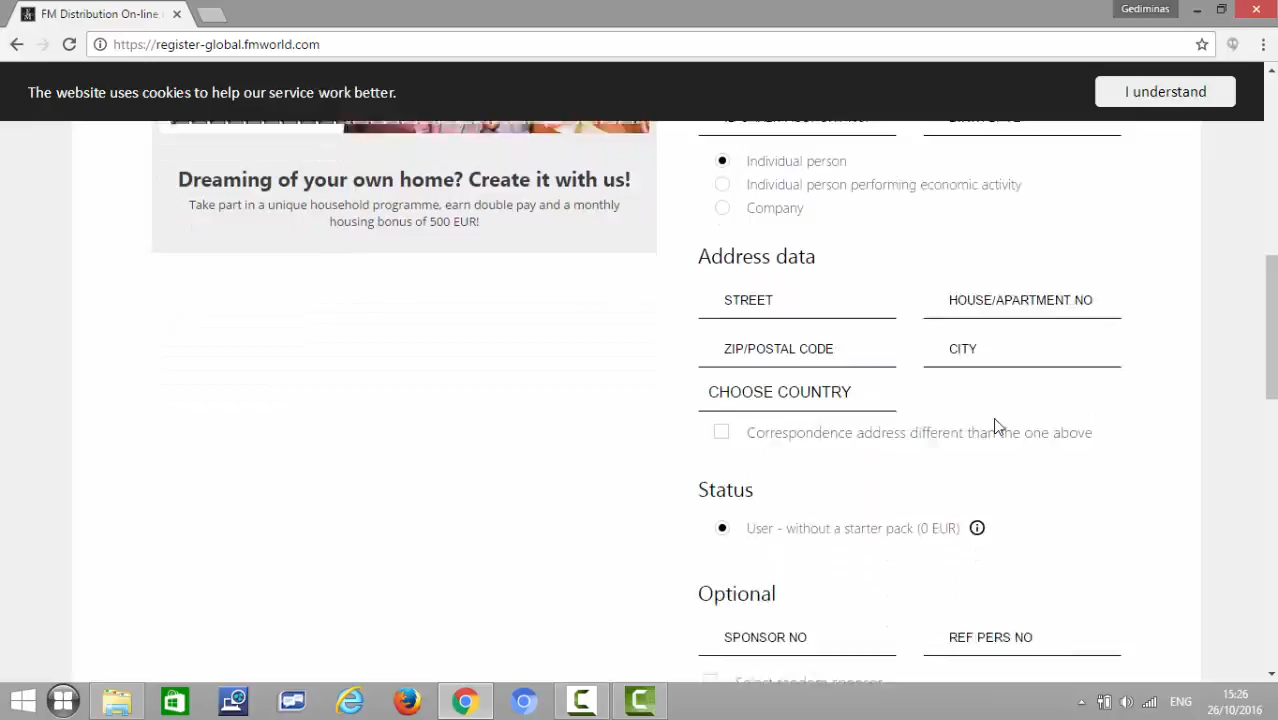 FM Distribution On-line
Gediminas
https://register-global.fmworld.com
The website uses cookies to help our service work better.
I understand
Dreaming of your own home? Create it with us!
Take part in a unique household programme, earn double pay and a monthly
housing bonus of 500 EUR!
Individual person
Individual person performing economic activity
Company
Address data
STREET
HOUSE/APARTMENT NO
ZIP/POSTAL CODE
CITY
CHOOSE COUNTRY
Correspondence address different than the one above
Status
User - without a starter pack (0 EUR)
Optional
SPONSOR NO
REF PERS NO
Select random sponsor
ENG
15:26
26/10/2016